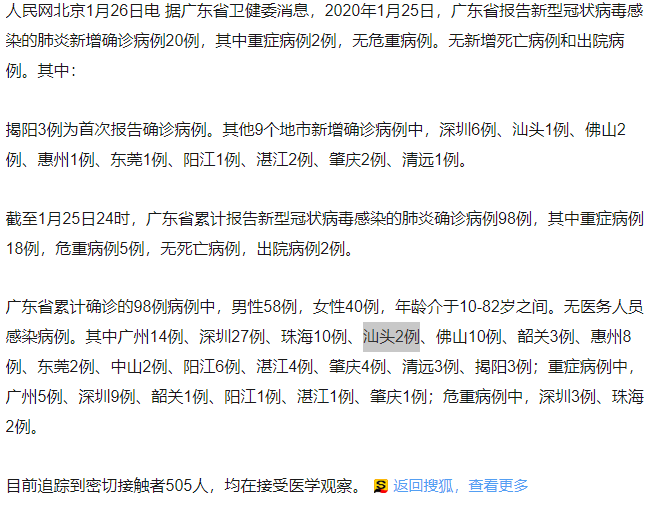 人民网北京1月26日电 据广东省卫健委消息，2020年1月25日，广东省报告新型冠状病毒感
染的肺炎新增确诊病例20例，其中重症病例2例，无危重病例。无新增死亡病例和出院病
例。其中：
揭阳3例为首次报告确诊病例。其他9个地市新增确诊病例中，深圳6例、汕头1例、佛山2
例、惠州1例、东莞1例、阳江1例、湛江2例、肇庆2例、清远1例。
截至1月25日24时，广东省累计报告新型冠状病毒感染的肺炎确诊病例98例，其中重症病例
18例，危重病例5例，无死亡病例，出院病例2例。
广东省累计确诊的98例病例中，男性58例，女性40例，年龄介于10-82岁之间。无医务人员
感染病例。其中广州14例、深圳27例、珠海10例、汕头2例、佛山10例、韶关3例、惠州8
例、东莞2例、中山2例、阳江6例、湛江4例、肇庆4例、清远3例、揭阳3例；重症病例中，
广州5例、深圳9例、韶关1例、阳江1例、湛江1例、肇庆1例；危重病例中，深圳3例、珠海
2例。
目前追踪到密切接触者505人，均在接受医学观察。 返回搜狐，查看更多